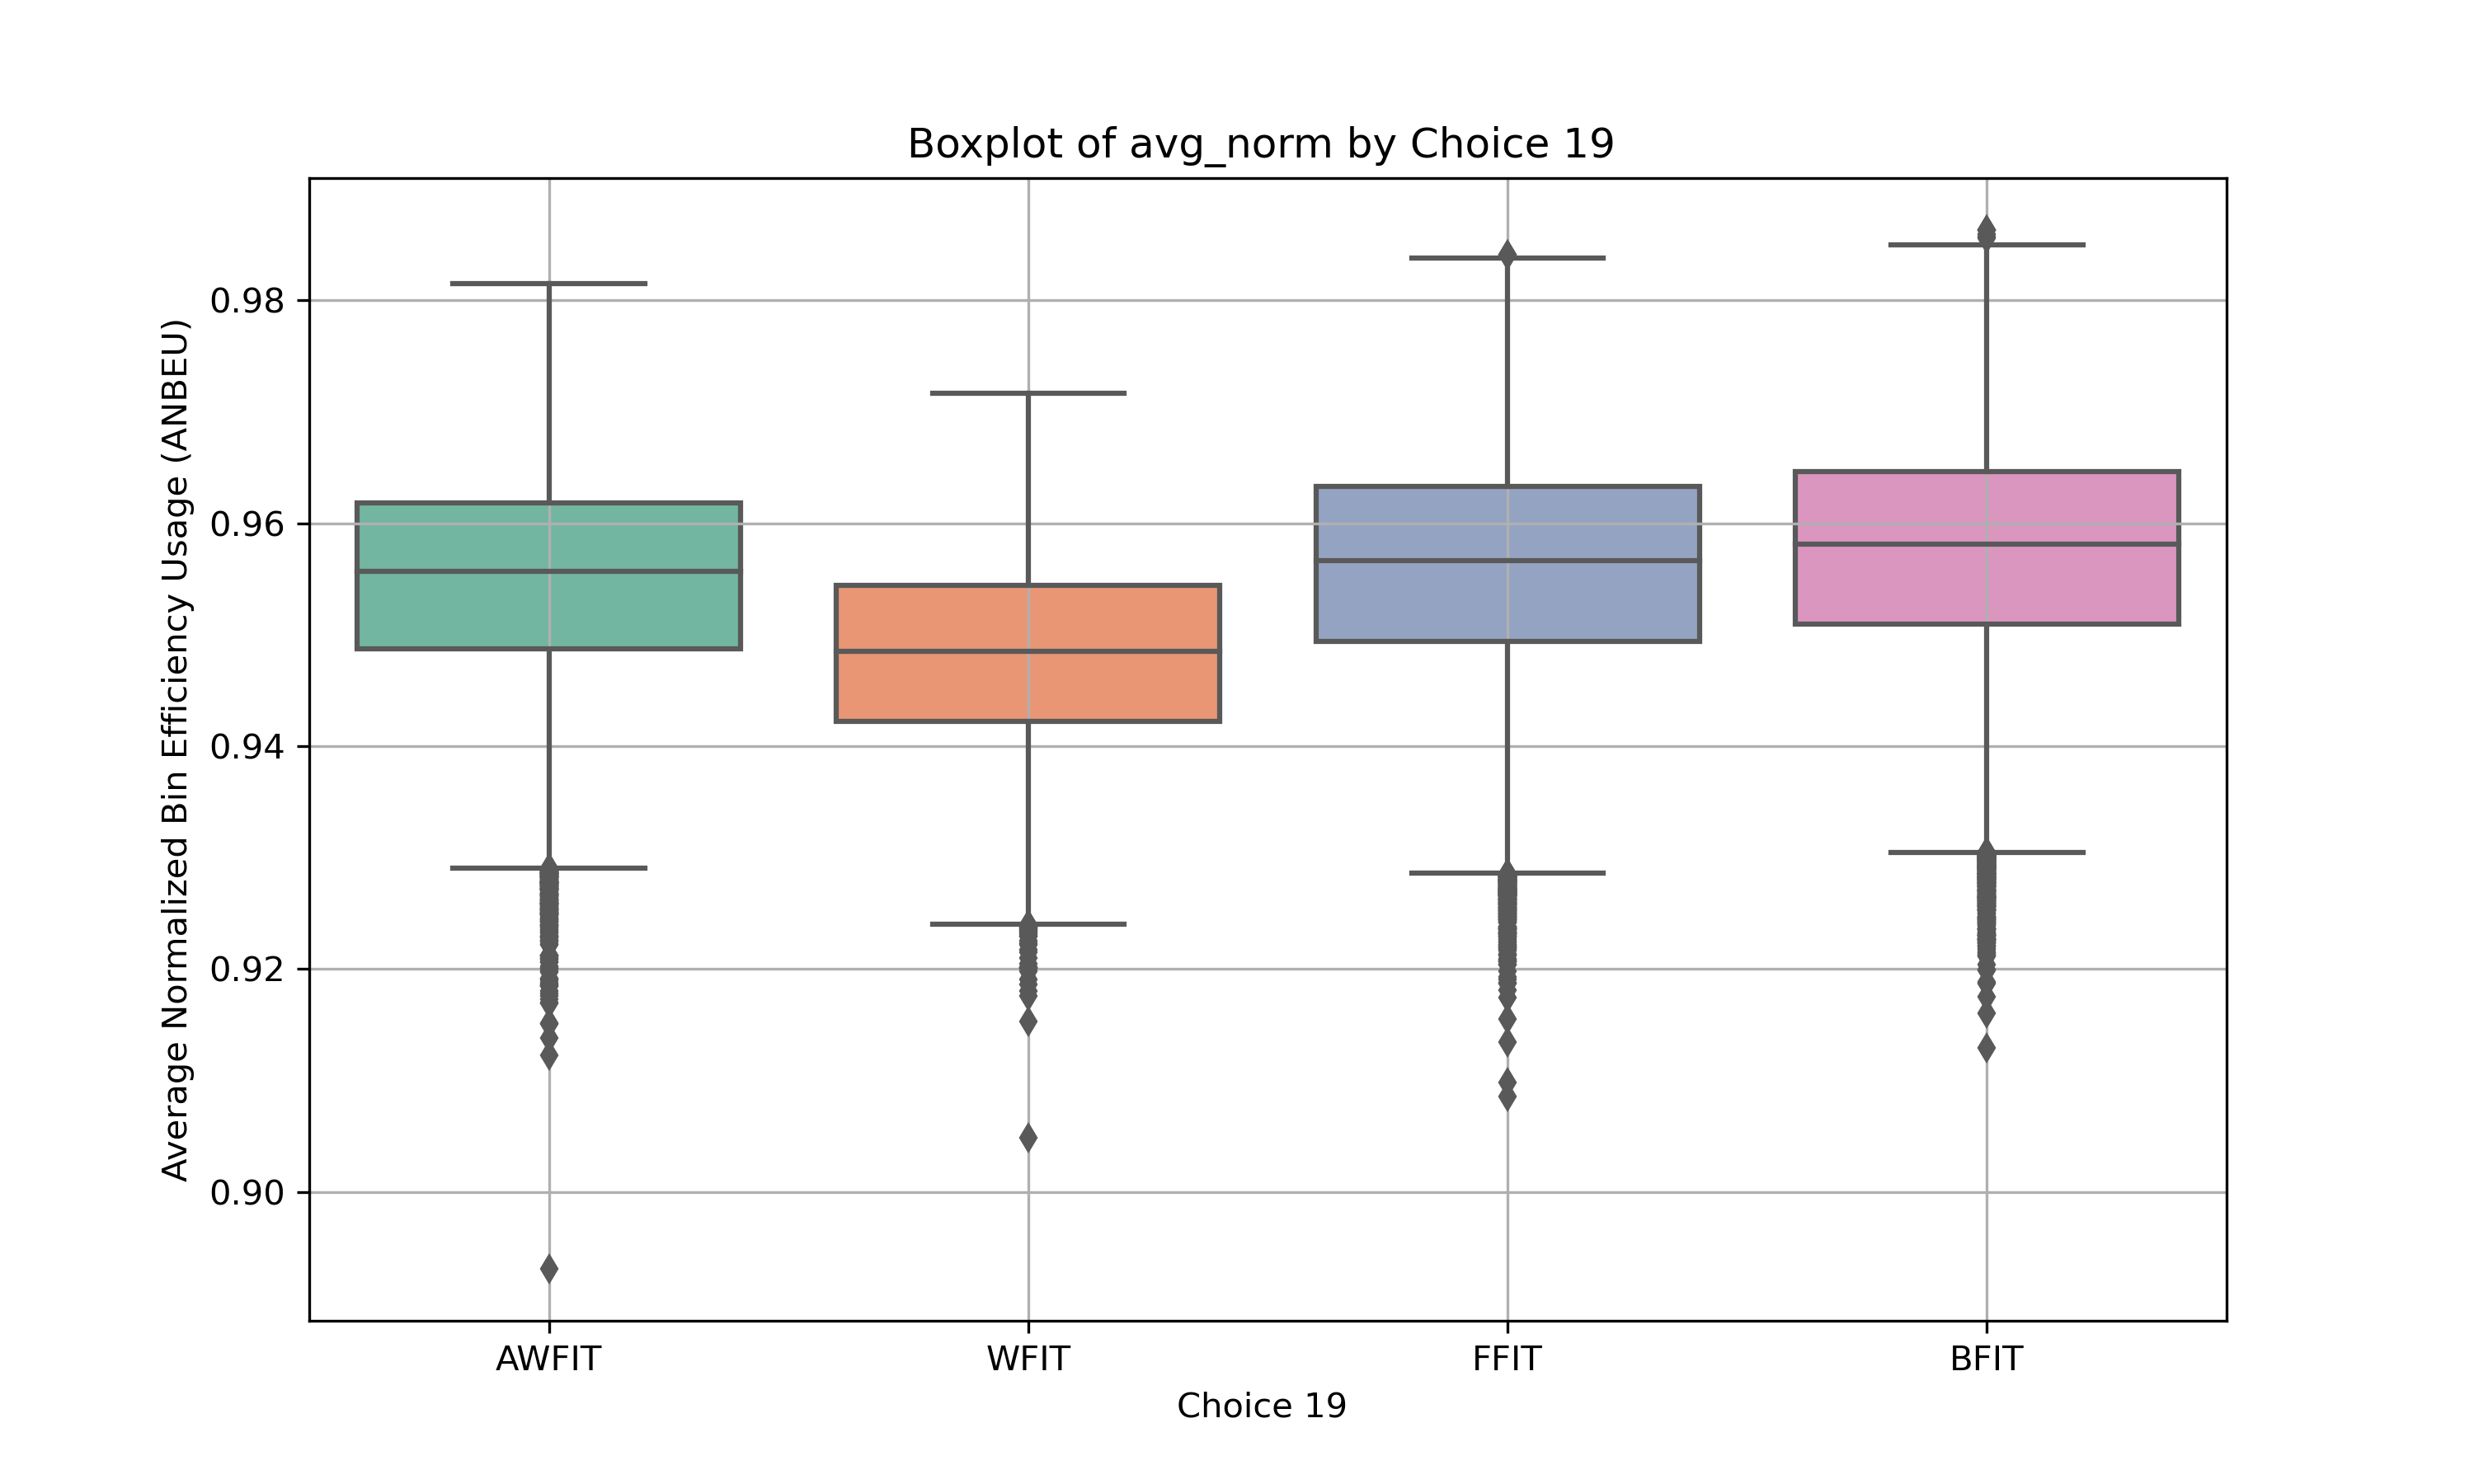 Boxplot of avg_norm by Choice 19
Average Normalized Bin Efficiency Usage (ANBEU)
0.98
0.96
0.94
0.92
0.90
AWFIT
WFIT
FFIT
BFIT
Choice 19